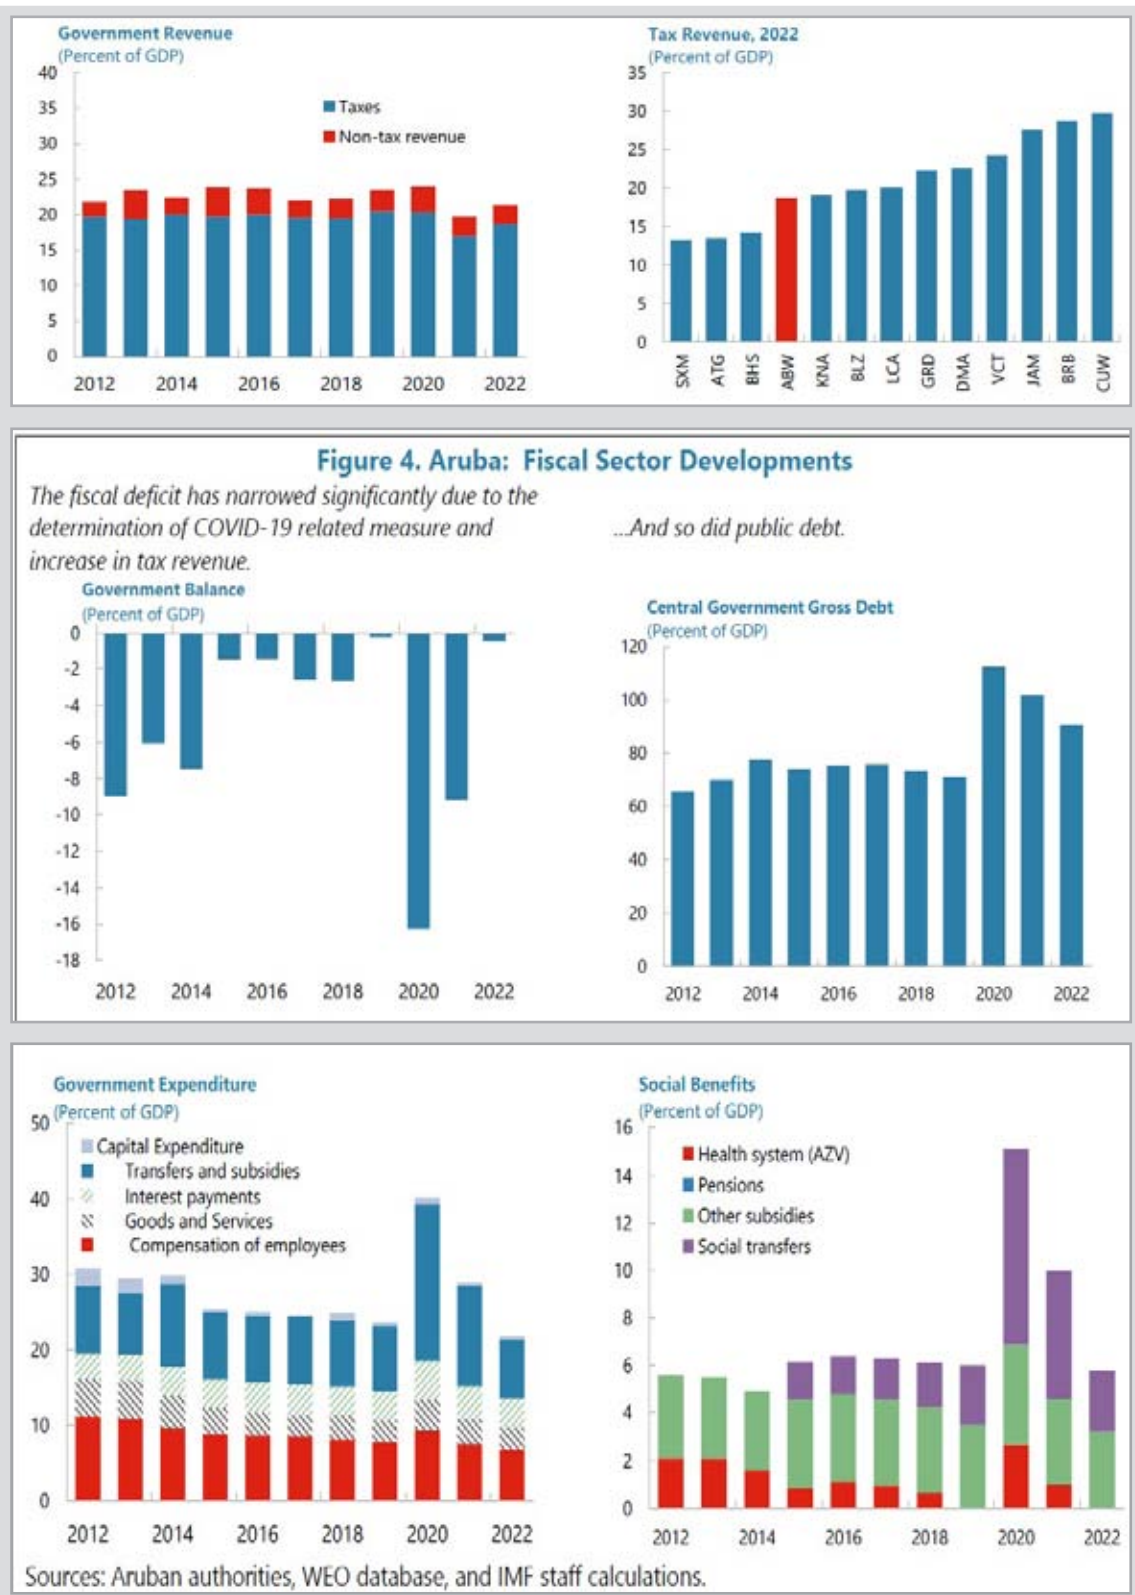 Government Revenue
(Percent of GDP)
40
35
30
25
20
15
10
5
0
Taxes
Non-tax revenue
2012 2014 2016 2018 2020 2022
Tax Revenue, 2022
(Percent of GDP)
35
30
25
20
15
10
5
0
SXM ATG BHS ABW KNA BLZ LCA GRD DMA VCT JAM BRB CUW
Figure 4. Aruba: Fiscal Sector Developments
The fiscal deficit has narrowed significantly due to the
determination of COVID-19 related measure and
increase in tax revenue.
Government Balance
(Percent of GDP)
0
-2
-4
-6
-8
-10
-12
-14
-16
-18
2012 2014 2016 2018 2020 2022
...And so did public debt.
Central Government Gross Debt
(Percent of GDP)
120
100
80
60
40
20
0
2012 2014 2016 2018 2020 2022
Government Expenditure
(Percent of GDP)
50
40
30
20
10
0
Capital Expenditure
Transfers and subsidies
Interest payments
Goods and Services
Compensation of employees
2012 2014 2016 2018 2020 2022
Social Benefits
(Percent of GDP)
16
14
12
10
8
6
4
2
0
Health system (AZV)
Pensions
Other subsidies
Social transfers
2012 2014 2016 2018 2020 2022
Sources: Aruban authorities, WEO database, and IMF staff calculations.